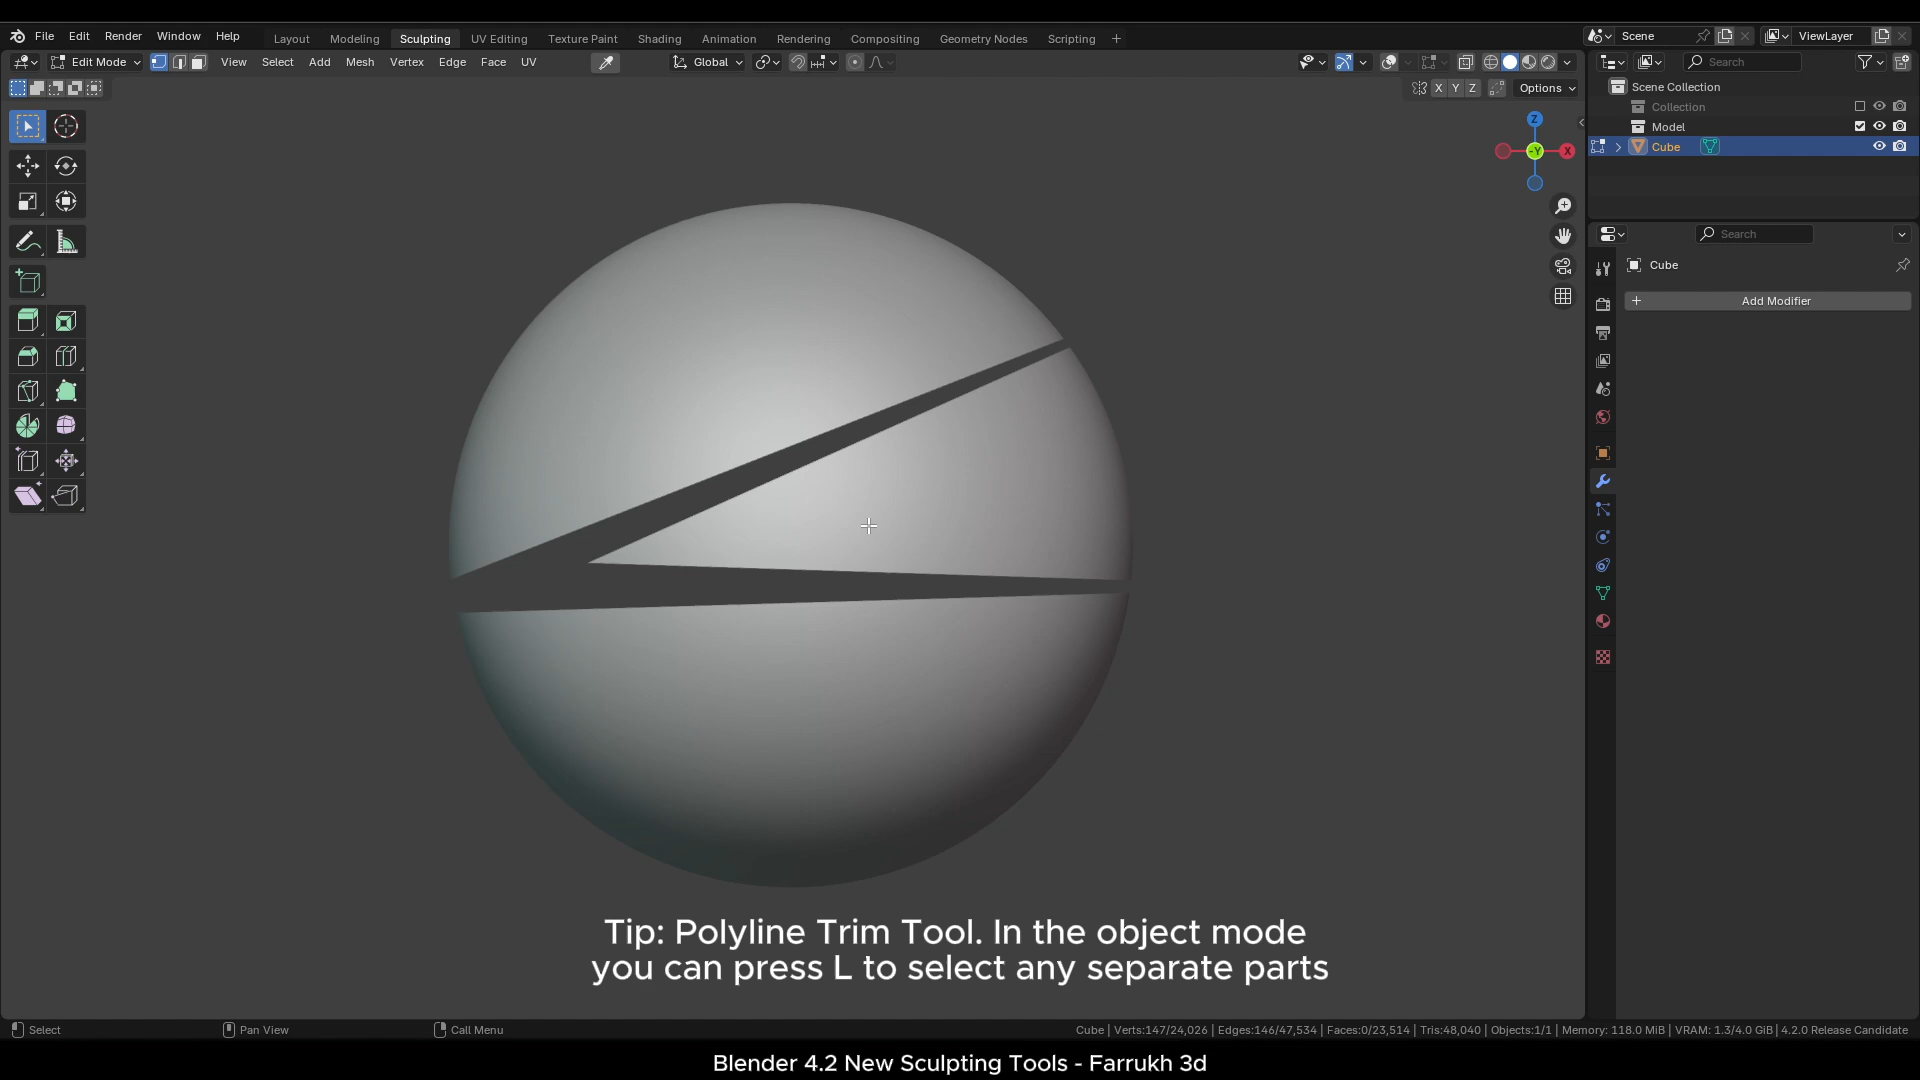 File Edit Render Window Help Layout Modeling Sculpting UV Editing Texture Paint Shading Animation Rendering Compositing Geometry Nodes Scripting + Scene ViewLayer
Edit Mode View Select Add Mesh Vertex Edge Face UV Global Search
X Y Z Options
Scene Collection
Collection
Model
Cube
Z
-Y X
Search
Cube
+ Add Modifier
Tip: Polyline Trim Tool. In the object mode
you can press L to select any separate parts
Select Pan View Call Menu Cube | Verts:147/24,026 | Edges:146/47,534 | Faces:0/23,514 | Tris:48,040 | Objects:1/1 | Memory: 118.0 MiB | VRAM: 1.3/4.0 GiB | 4.2.0 Release Candidate
Blender 4.2 New Sculpting Tools - Farrukh 3d